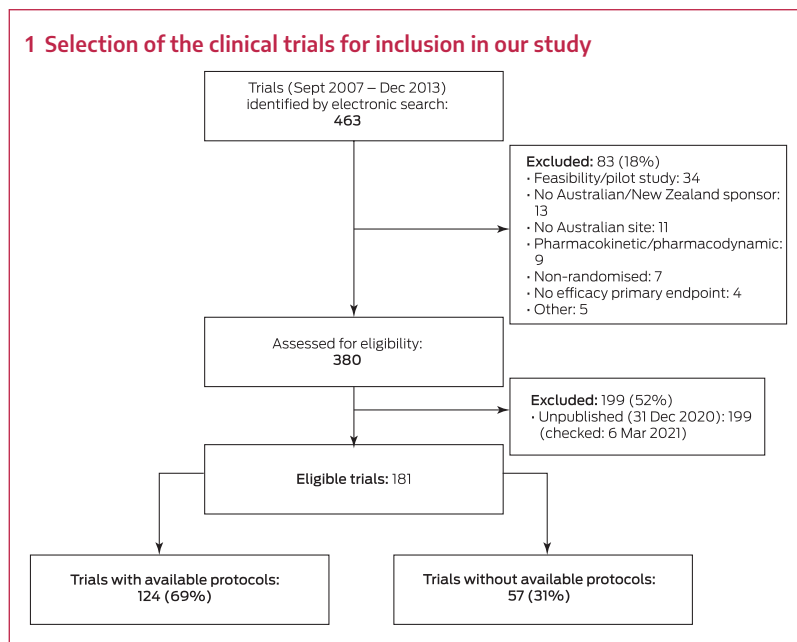 1 Selection of the clinical trials for inclusion in our study
Trials (Sept 2007 – Dec 2013)
identified by electronic search:
463
Excluded: 83 (18%)
• Feasibility/pilot study: 34
• No Australian/New Zealand sponsor:
13
• No Australian site: 11
• Pharmacokinetic/pharmacodynamic:
9
• Non-randomised: 7
• No efficacy primary endpoint: 4
• Other: 5
Assessed for eligibility:
380
Excluded: 199 (52%)
• Unpublished (31 Dec 2020): 199
(checked: 6 Mar 2021)
Eligible trials: 181
Trials with available protocols:
124 (69%)
Trials without available protocols:
57 (31%)